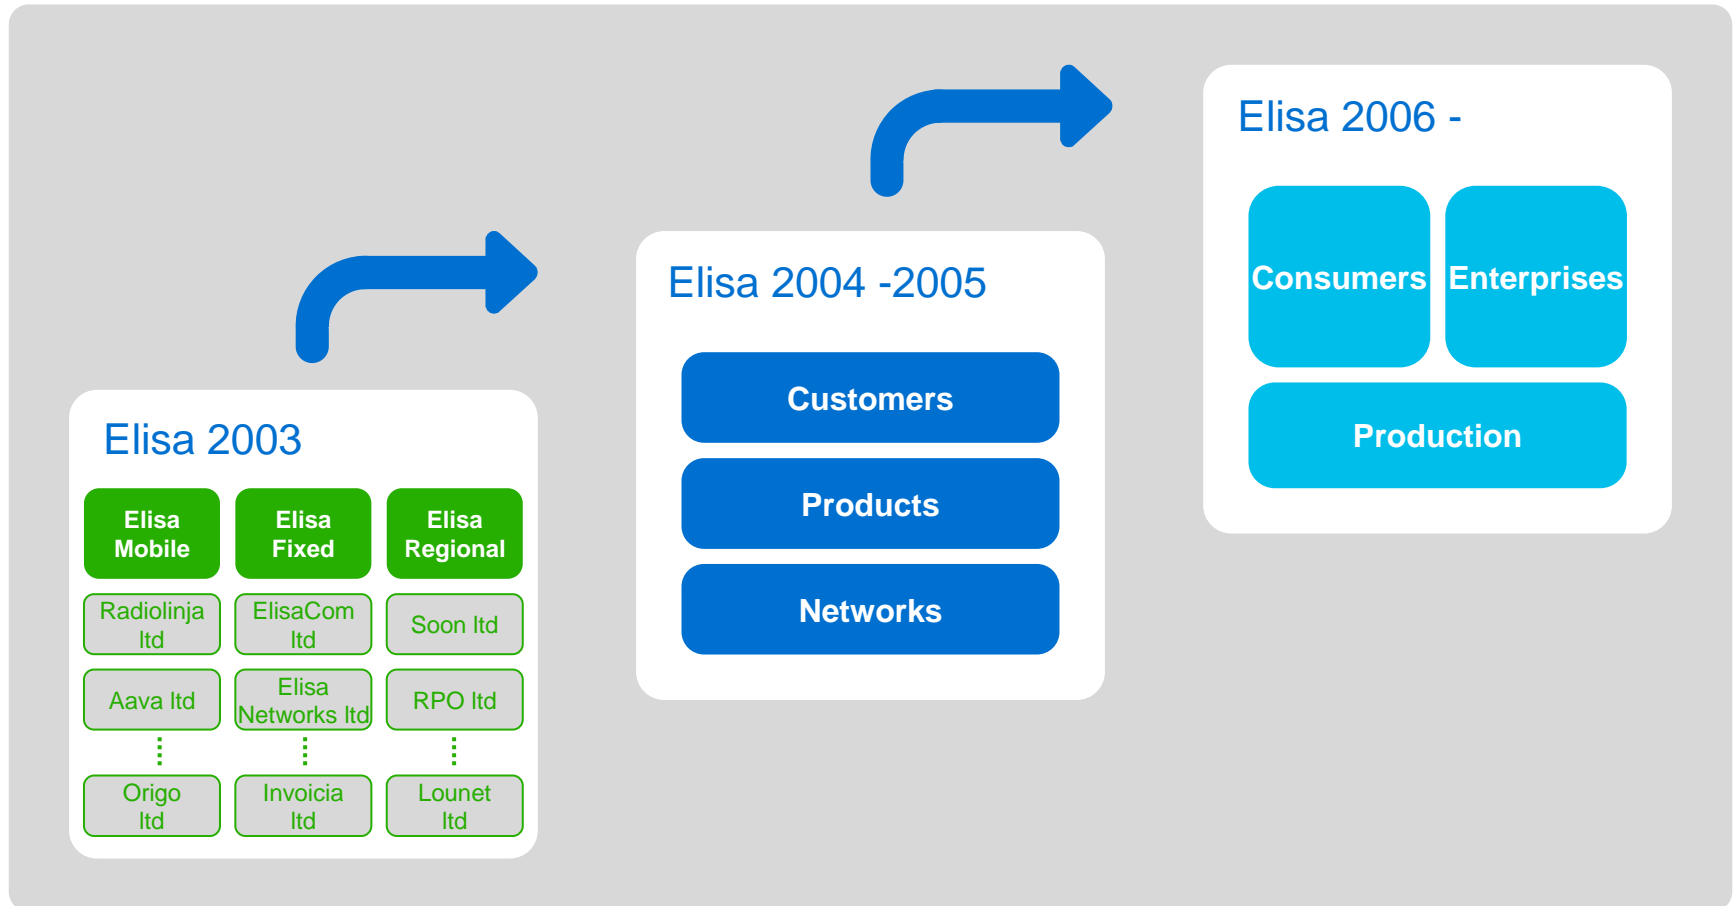 Elisa 2003
Elisa
Mobile
Elisa
Fixed
Elisa
Regional
Radiolinja
ltd
ElisaCom
ltd
Soon ltd
Aava ltd
Elisa
Networks ltd
RPO ltd
Origo
ltd
Invoicia
ltd
Lounet
ltd
Elisa 2004 -2005
Customers
Products
Networks
Elisa 2006 -
Consumers
Enterprises
Production